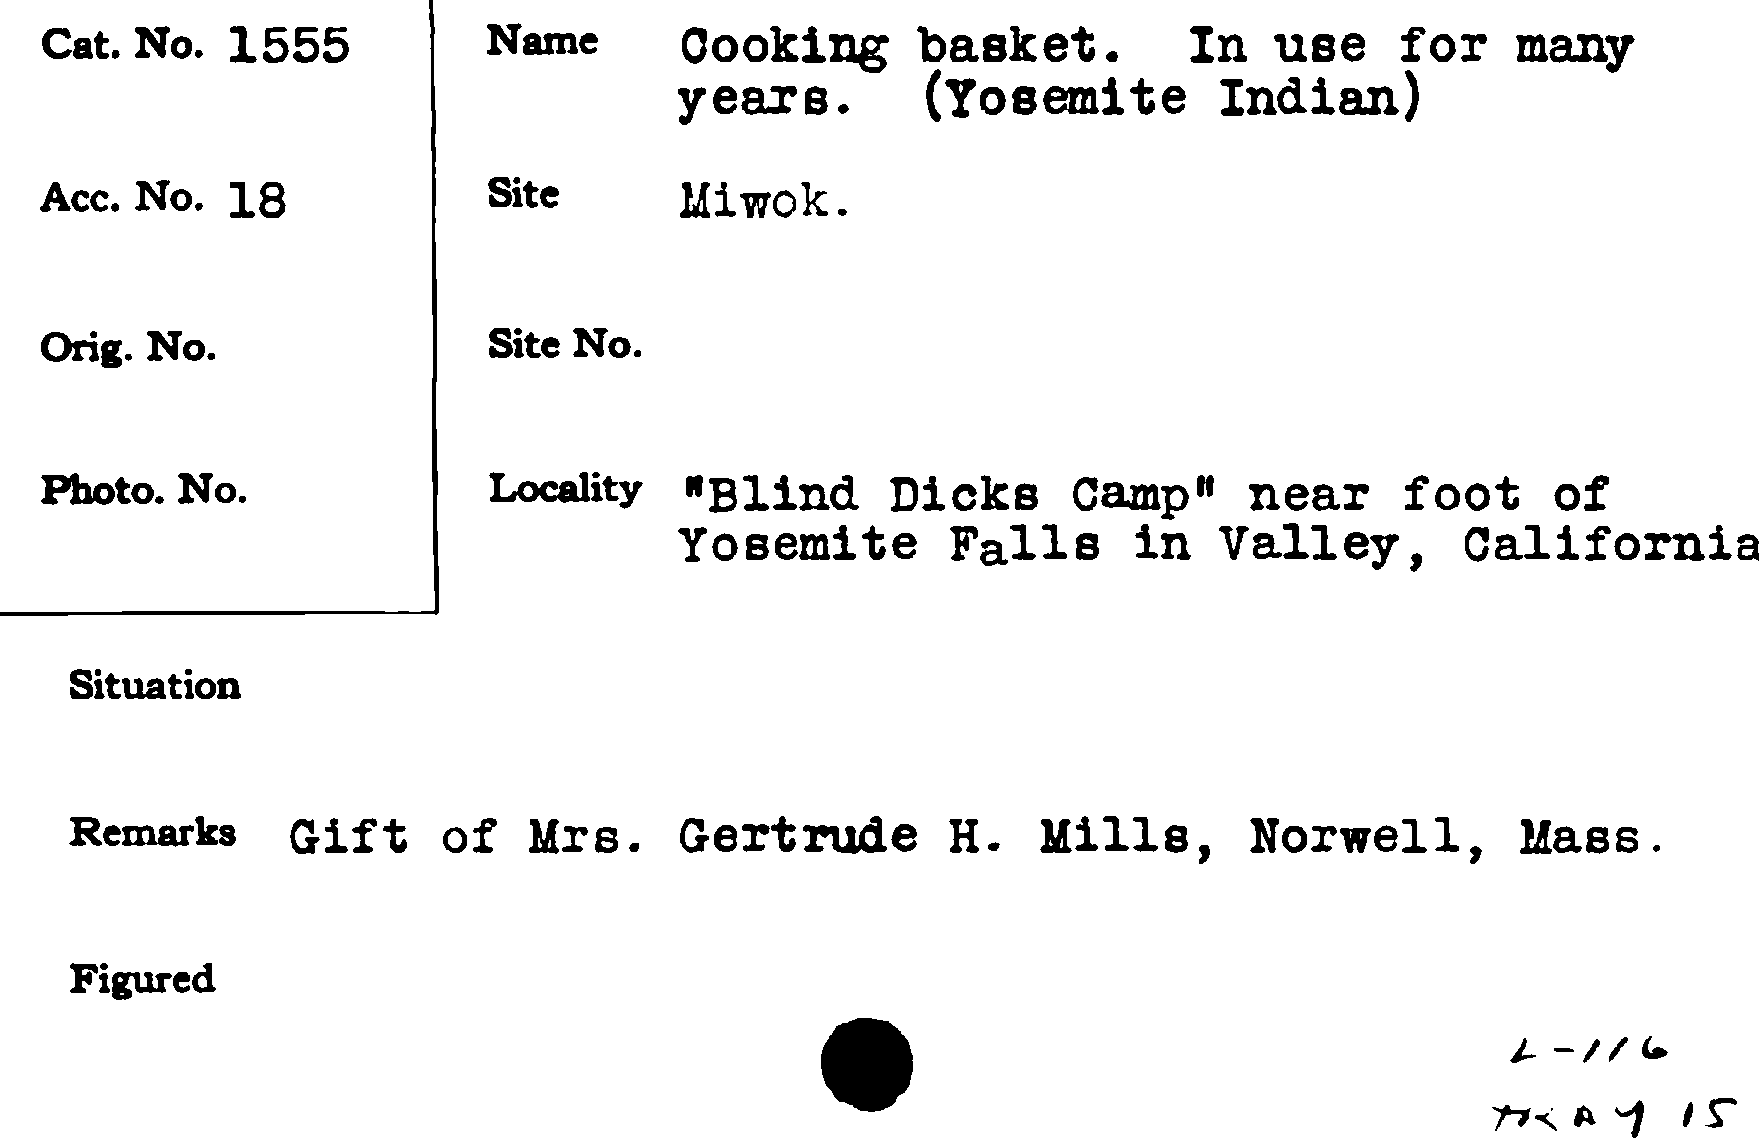 Cat. No. 1555
Name Cooking basket. In use for many
years. (Yosemite Indian)
Acc. No. 18
Site Miwok.
Orig. No.
Site No.
Photo. No.
Locality "Blind Dicks Camp" near foot of
Yosemite Falls in Valley, California
Situation
Remarks Gift of Mrs. Gertrude H. Mills, Norwell, Mass.
Figured
L-116
TRAY 15